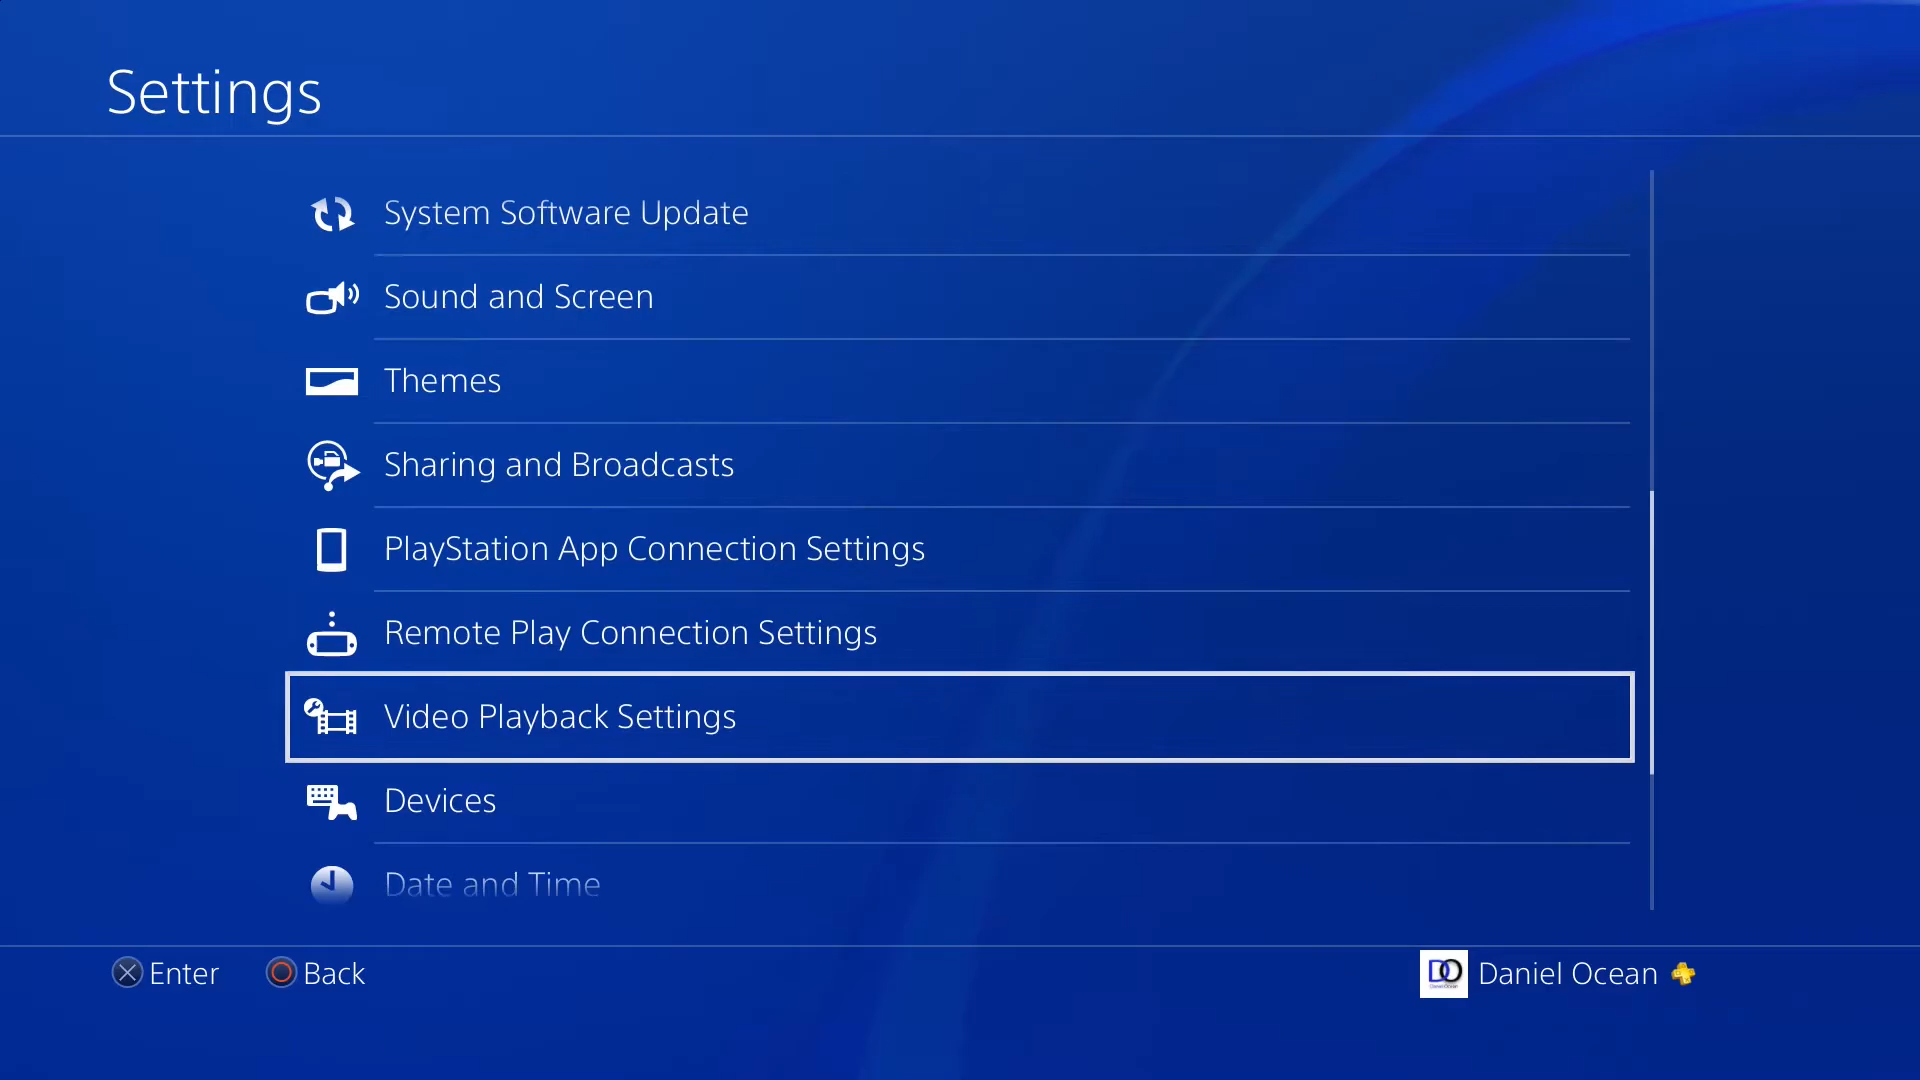 Settings
System Software Update
Sound and Screen
Themes
Sharing and Broadcasts
PlayStation App Connection Settings
Remote Play Connection Settings
Video Playback Settings
Devices
Date and Time
Enter
Back
DO
Daniel Ocean